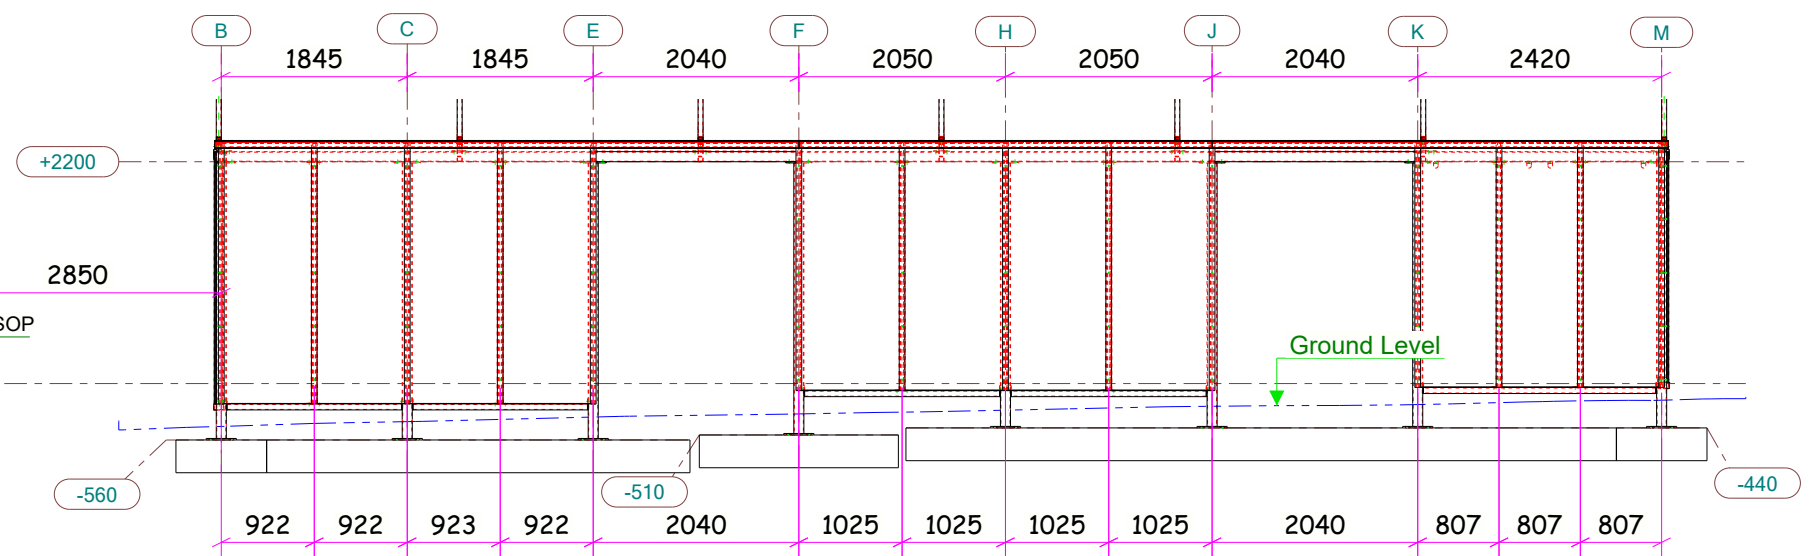 B C E F H J K M
1845 1845 2040 2050 2050 2040 2420
+2200
2850
SOP
Ground Level
-560 -510 -440
922 922 923 922 2040 1025 1025 1025 1025 2040 807 807 807